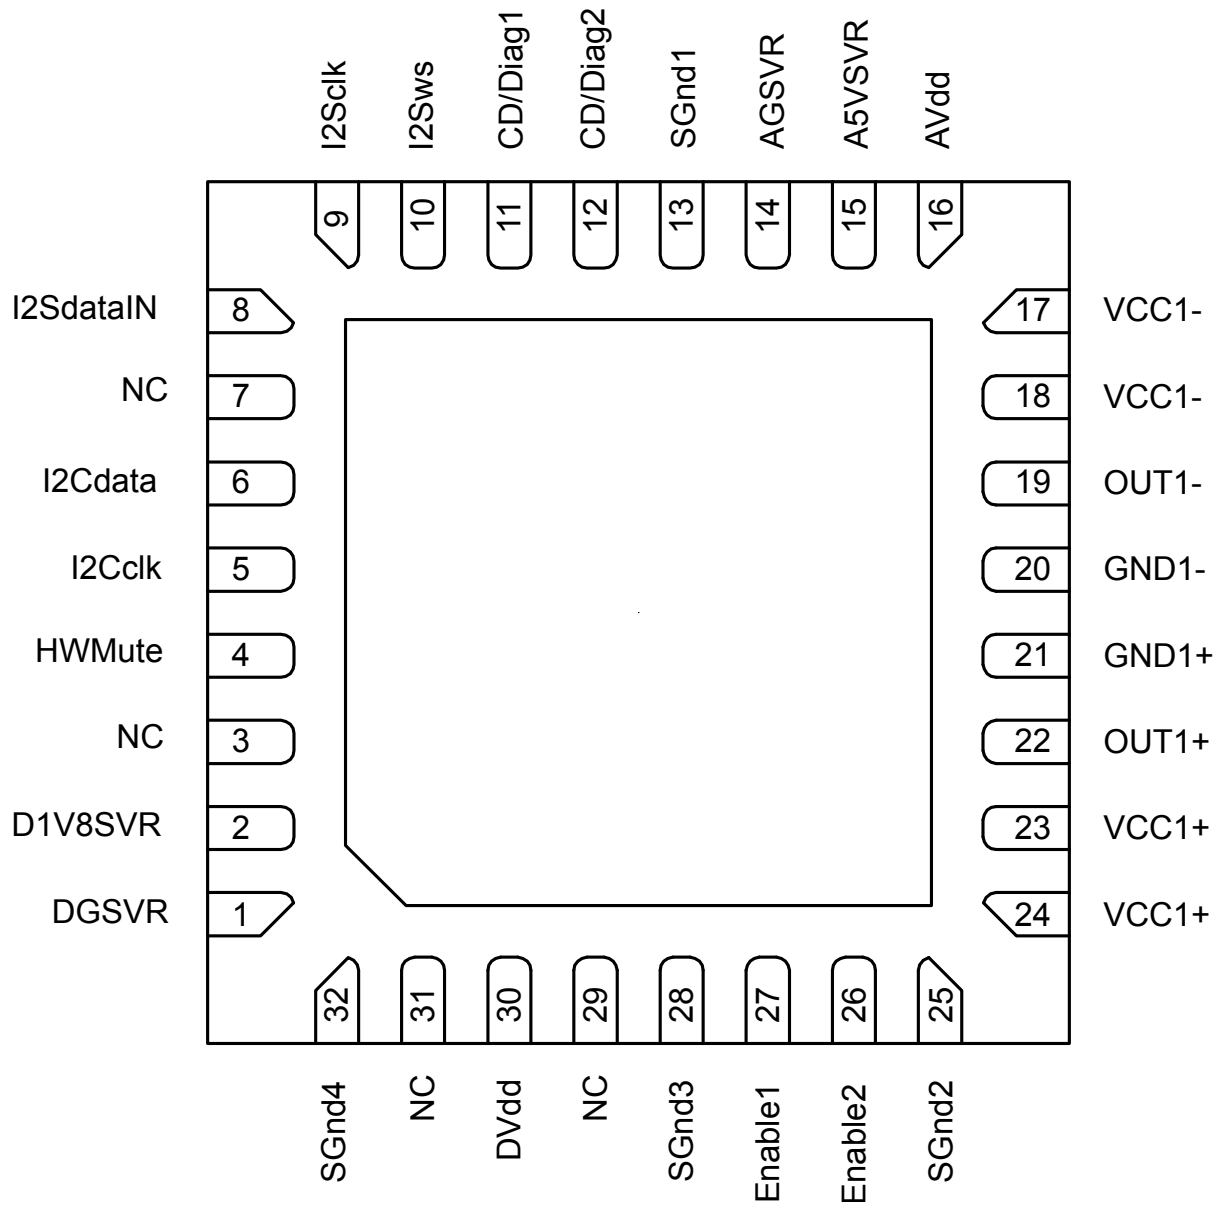 I2Sclk
I2Sws
CD/Diag1
CD/Diag2
SGnd1
AGSVR
A5VSVR
AVdd
9
10
11
12
13
14
15
16
I2SdataIN 8
17 VCC1-
NC 7
18 VCC1-
I2Cdata 6
19 OUT1-
I2Cclk 5
20 GND1-
HWMute 4
21 GND1+
NC 3
22 OUT1+
D1V8SVR 2
23 VCC1+
DGSVR 1
24 VCC1+
32
31
30
29
28
27
26
25
SGnd4
NC
DVdd
NC
SGnd3
Enable1
Enable2
SGnd2